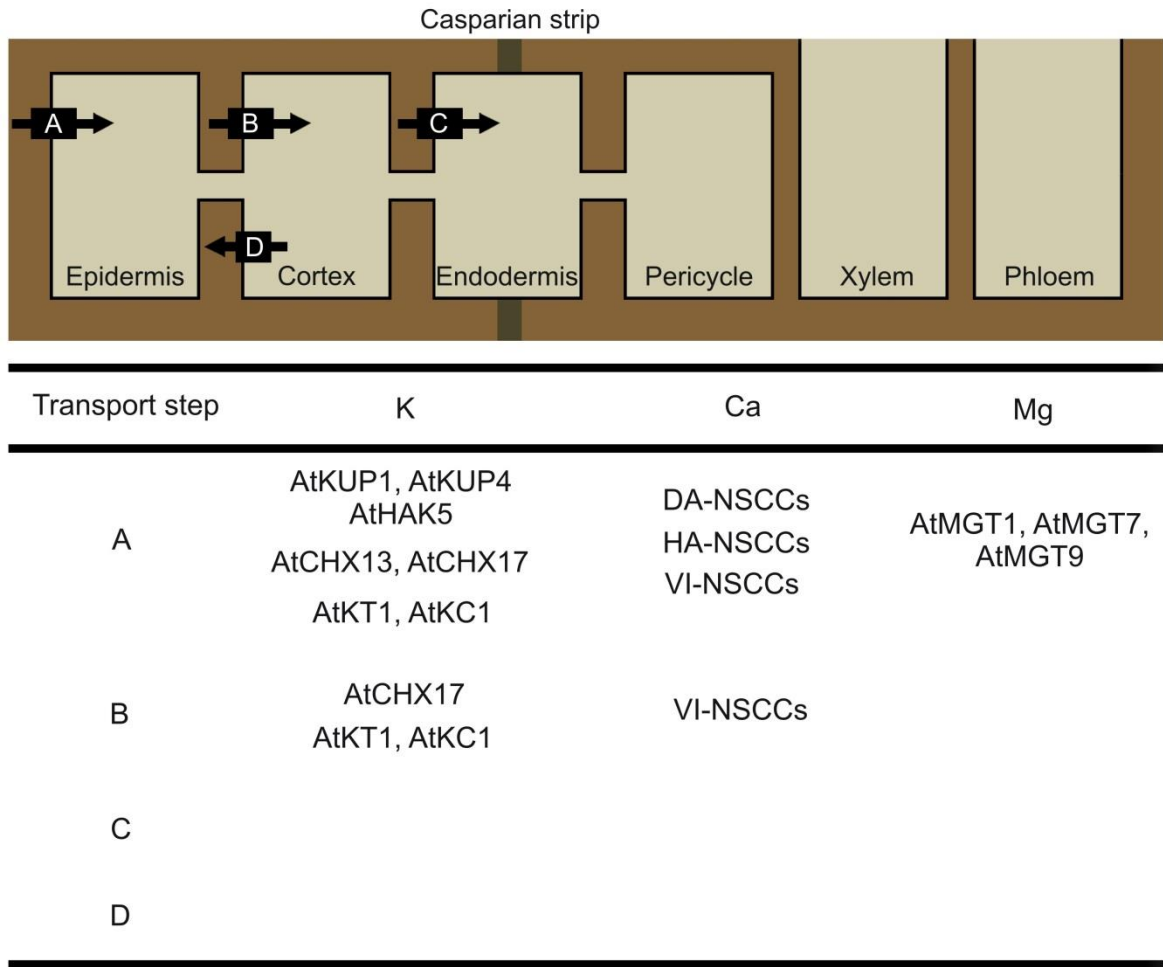 Casparian strip
A B C
D
Epidermis Cortex Endodermis Pericycle Xylem Phloem
Transport step K Ca Mg
A
AtKUP1, AtKUP4
AtHAK5
AtCHX13, AtCHX17
AtKT1, AtKC1
DA-NSCCs
HA-NSCCs
VI-NSCCs
AtMGT1, AtMGT7,
AtMGT9
B
AtCHX17
AtKT1, AtKC1
VI-NSCCs
C
D